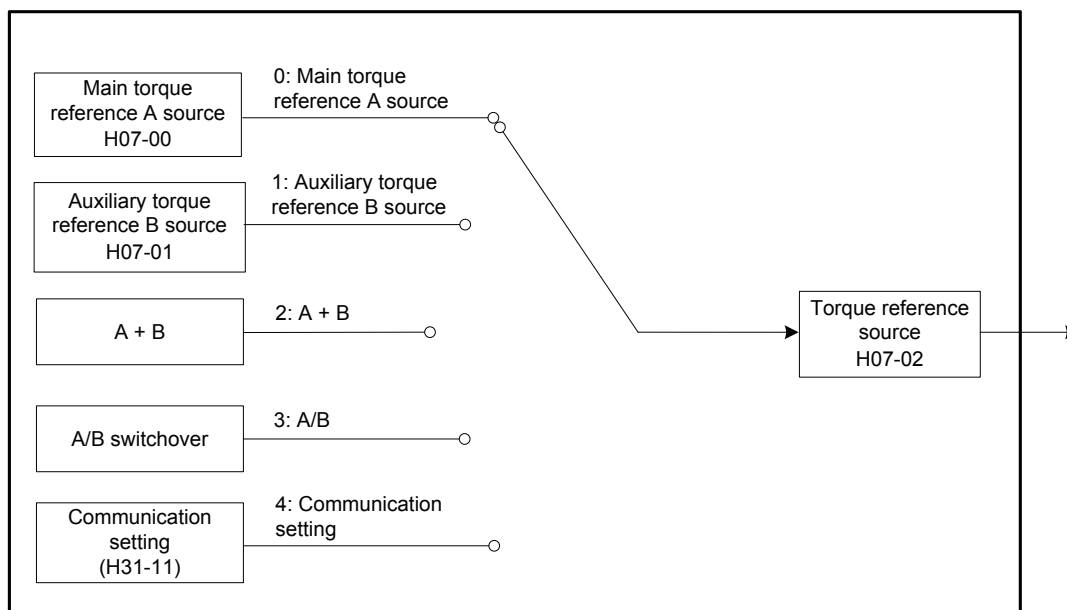 Main torque
reference A source
H07-00
0: Main torque
reference A source
Auxiliary torque
reference B source
H07-01
1: Auxiliary torque
reference B source
A + B
2: A + B
Torque reference
source
H07-02
A/B switchover
3: A/B
Communication
setting
(H31-11)
4: Communication
setting